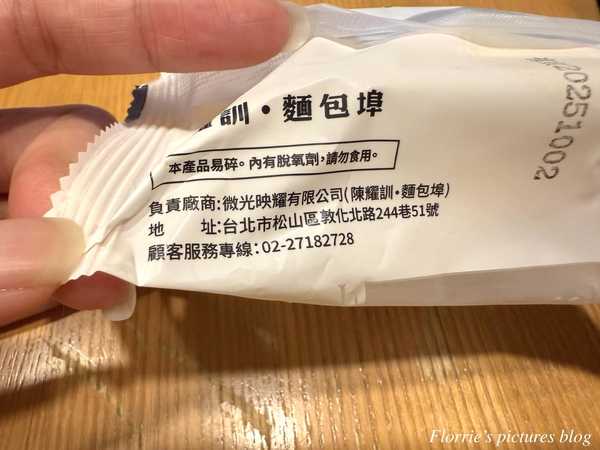 訓・麵包埠
本產品易碎。內有脫氧劑,請勿食用。
負責廠商:微光映耀有限公司(陳耀訓・麵包埠)
地 址:台北市松山區敦化北路244巷51號
顧客服務專線:02-27182728
20251002
Florrie's pictures blog